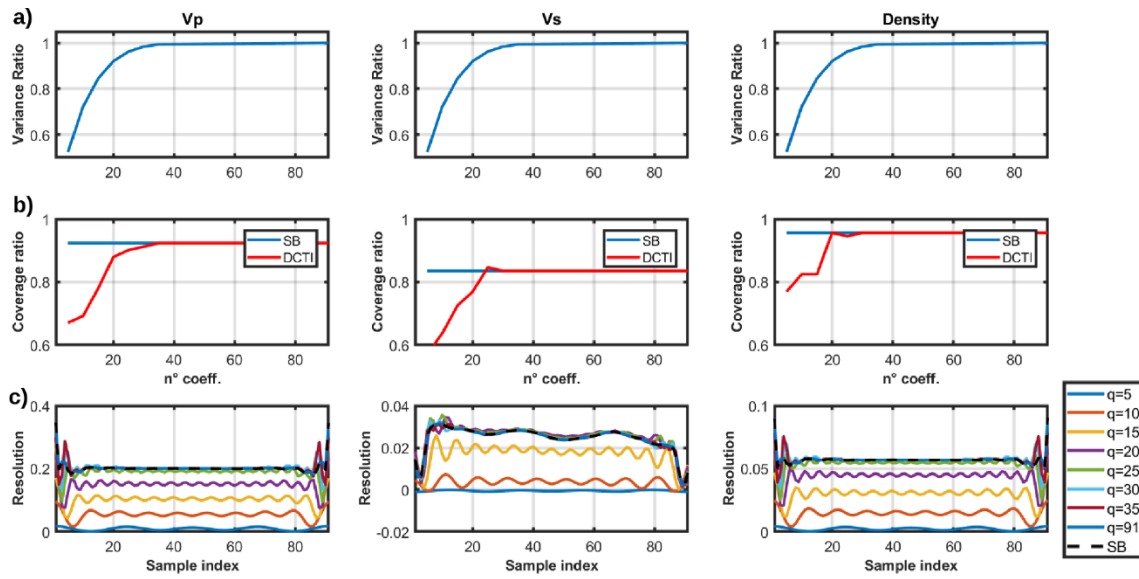 a)
Vp
Vs
Density
Variance Ratio
1
0.8
0.6
20 40 60 80
Variance Ratio
1
0.8
0.6
20 40 60 80
Variance Ratio
1
0.8
0.6
20 40 60 80
b)
Coverage ratio
1
0.8
0.6
SB
DCTI
20 40 60 80
n° coeff.
Coverage ratio
1
0.8
0.6
SB
DCTI
20 40 60 80
n° coeff.
Coverage ratio
1
0.8
0.6
SB
DCTI
20 40 60 80
n° coeff.
c)
Resolution
0.4
0.2
0
20 40 60 80
Sample index
Resolution
0.04
0.02
0
-0.02
20 40 60 80
Sample index
Resolution
0.1
0.05
0
20 40 60 80
Sample index
q=5
q=10
q=15
q=20
q=25
q=30
q=35
q=91
SB